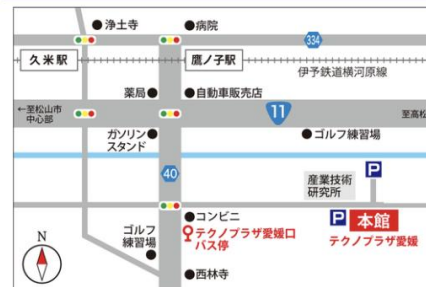 浄土寺
病院
334
久米駅
鷹ノ子駅
伊予鉄道横河原線
薬局
自動車販売店
←至松山市
中心部
11
至高松
ガソリン
スタンド
ゴルフ練習場
40
P
産業技術
研究所
コンビニ
P
本館
テクノプラザ愛媛口
バス停
テクノプラザ愛媛
ゴルフ
練習場
N
西林寺